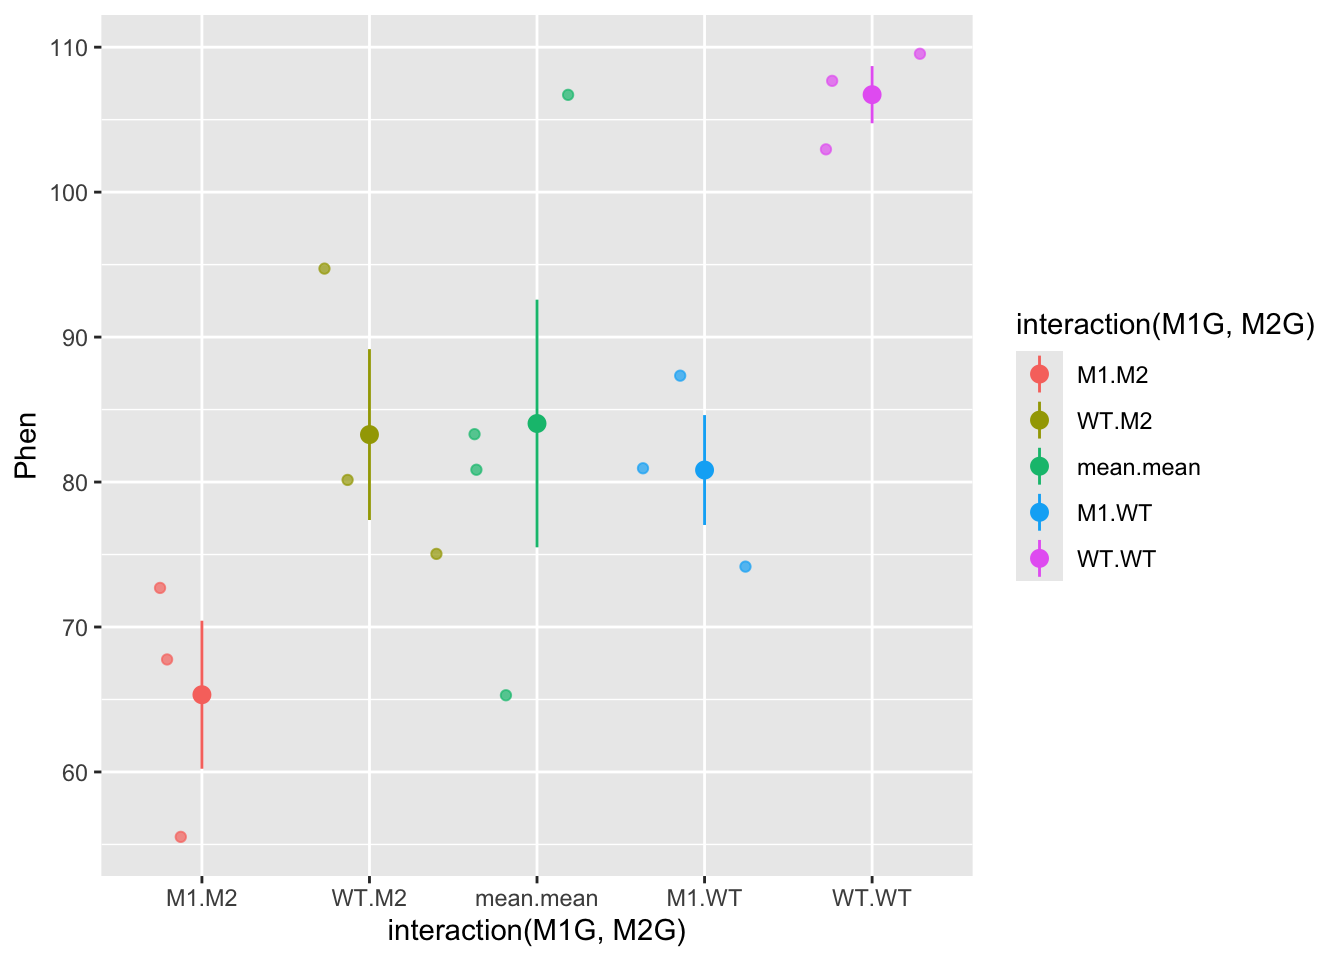 110
100
90
80
70
60
Phen
M1.M2 WT.M2 mean.mean M1.WT WT.WT
interaction(M1G, M2G)
interaction(M1G, M2G)
M1.M2
WT.M2
mean.mean
M1.WT
WT.WT